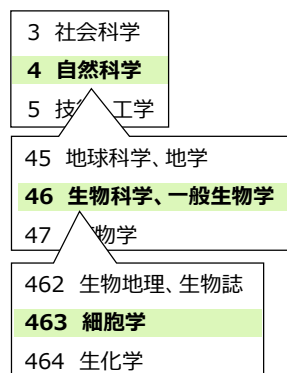 3 社会科学
4 自然科学
5 技 工学
45 地球科学、地学
46 生物科学、一般生物学
47 物学
462 生物地理、生物誌
463 細胞学
464 生化学